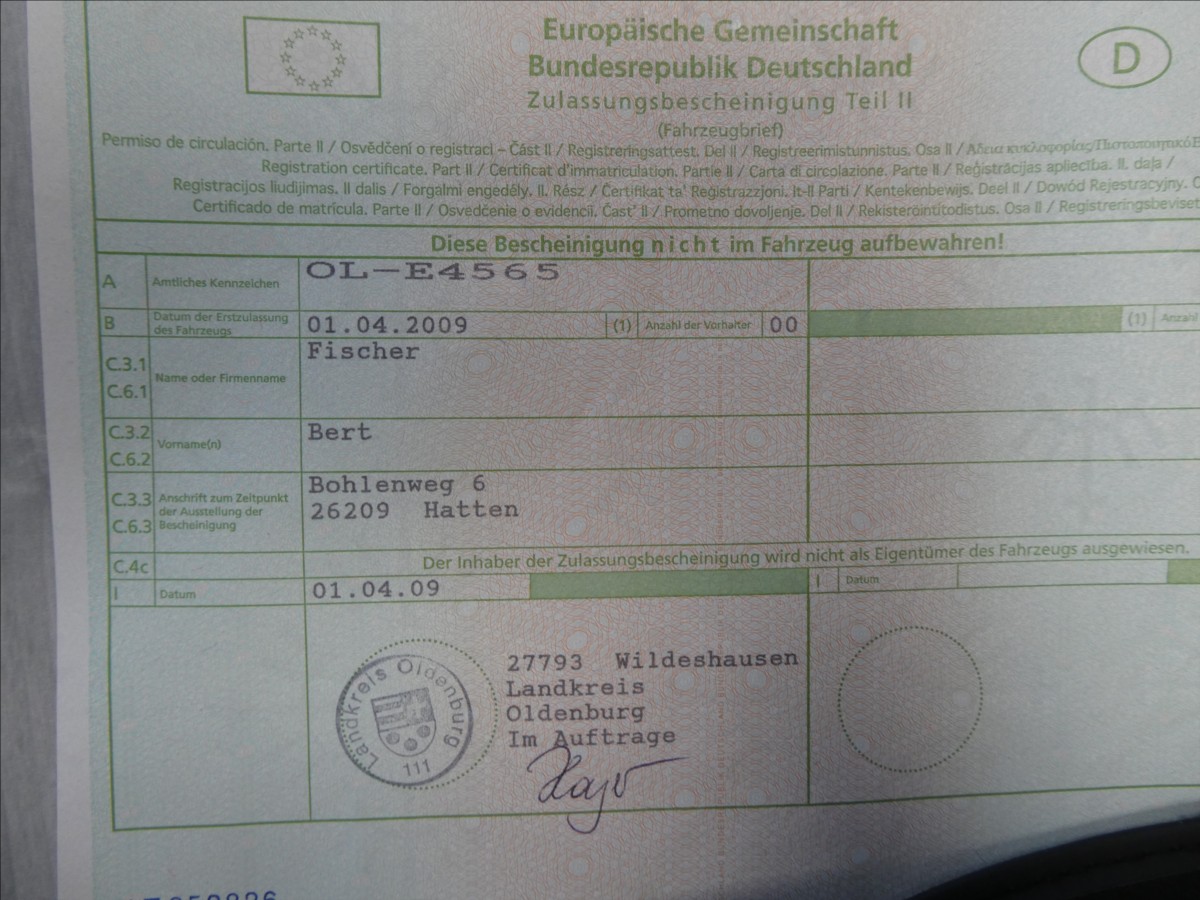 Europäische Gemeinschaft
Bundesrepublik Deutschland
Zulassungsbescheinigung Teil II
(Fahrzeugbrief)
D
Permiso de circulación. Parte II / Osvědčení o registraci – Část II / Registreringsattest. Del II / Registreerimistunnistus. Osa II / Άδεια κυκλοφορίας/Πιστοποιητικό
Registration certificate. Part II / Certificat d'immatriculation. Partie II / Carta di circolazione. Parte II / Reģistrācijas apliecība. II. daļa /
Registracijos liudijimas. II dalis / Forgalmi engedély. II. Rész / Ċertifikat ta' Reġistrazzjoni. It-II Parti / Kentekenbewijs. Deel II / Dowód Rejestracyjny.
Certificado de matrícula. Parte II / Osvedčenie o evidencii. Časť II / Prometno dovoljenje. Del II / Rekisteröintitodistus. Osa II / Registreringsbeviset
Diese Bescheinigung nicht im Fahrzeug aufbewahren!
A Amtliches Kennzeichen OL-E4565
B Datum der Erstzulassung des Fahrzeugs 01.04.2009 (1) Anzahl der Vorhalter 00 (1) Anzahl
C.3.1 C.6.1 Name oder Firmenname Fischer
C.3.2 C.6.2 Vorname(n) Bert
C.3.3 C.6.3 Anschrift zum Zeitpunkt der Ausstellung der Bescheinigung Bohlenweg 6
26209 Hatten
C.4c Der Inhaber der Zulassungsbescheinigung wird nicht als Eigentümer des Fahrzeugs ausgewiesen.
I Datum 01.04.09 I Datum
Landkreis Oldenburg
111
27793 Wildeshausen
Landkreis
Oldenburg
Im Auftrage